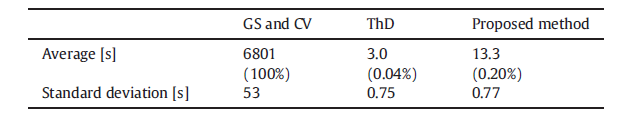 GS and CV ThD Proposed method
Average [s] 6801 3.0 13.3
(100%) (0.04%) (0.20%)
Standard deviation [s] 53 0.75 0.77